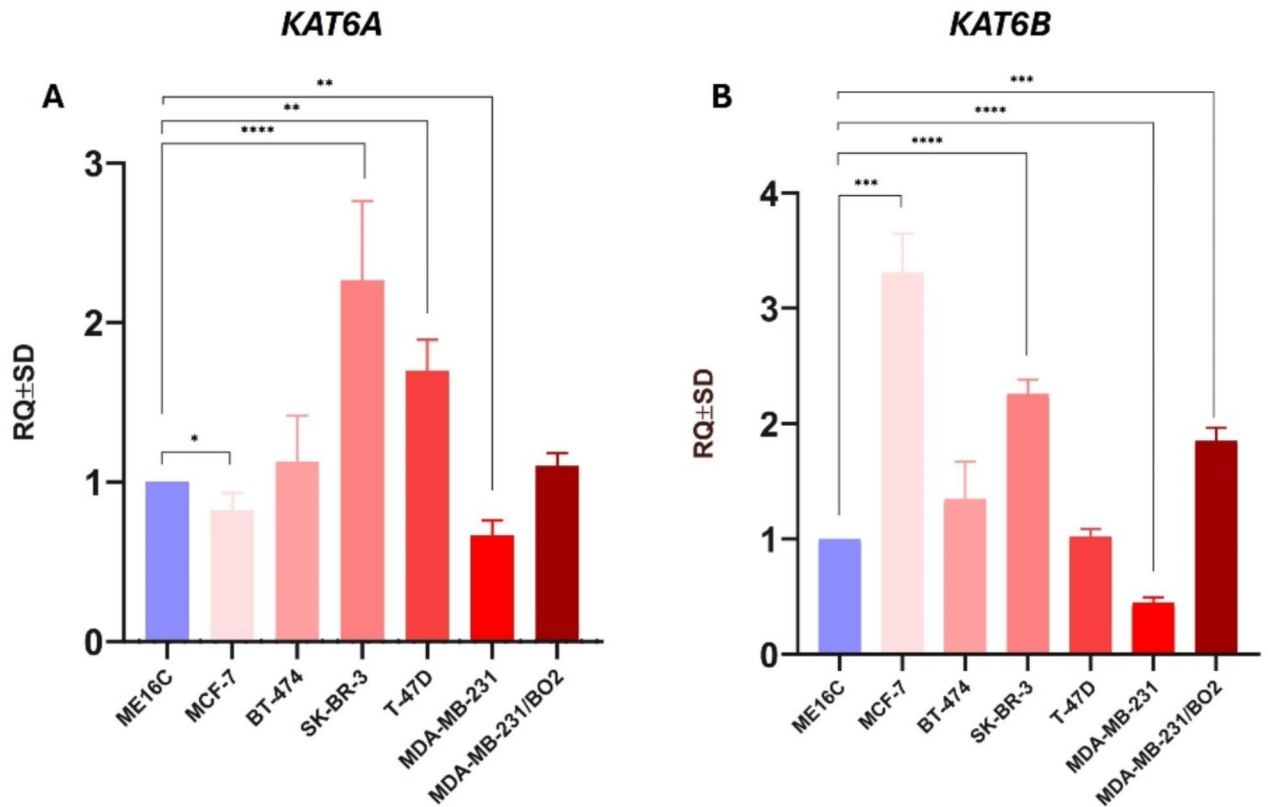 KAT6A
A
**
**
****
*
3
2
1
0
RQ±SD
ME16C
MCF-7
BT-474
SK-BR-3
T-47D
MDA-MB-231
MDA-MB-231/BO2
KAT6B
B
***
****
****
***
4
3
2
1
0
RQ±SD
ME16C
MCF-7
BT-474
SK-BR-3
T-47D
MDA-MB-231
MDA-MB-231/BO2